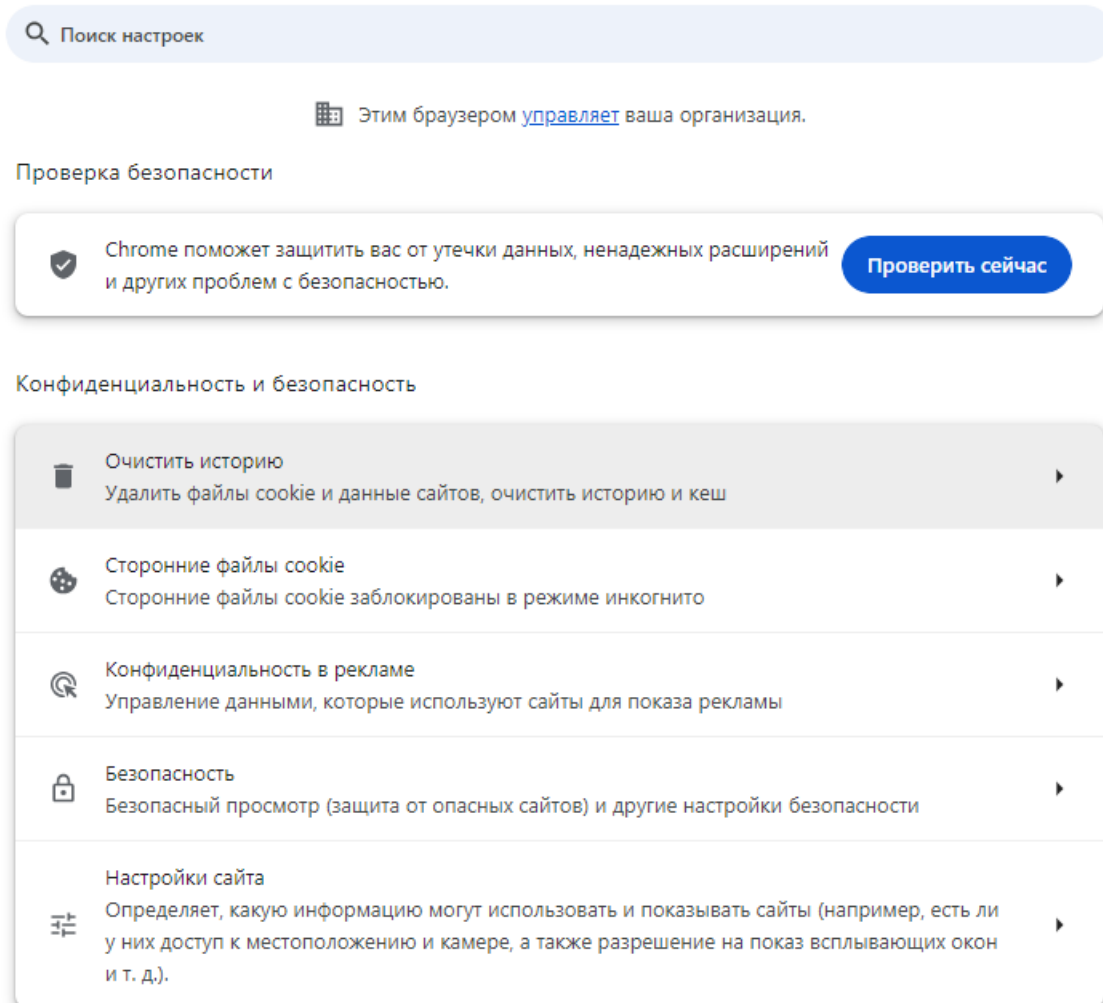 Поиск настроек
Этим браузером управляет ваша организация.
Проверка безопасности
Chrome поможет защитить вас от утечки данных, ненадежных расширений
и других проблем с безопасностью.
Проверить сейчас
Конфиденциальность и безопасность
Очистить историю
Удалить файлы cookie и данные сайтов, очистить историю и кеш
Сторонние файлы cookie
Сторонние файлы cookie заблокированы в режиме инкогнито
Конфиденциальность в рекламе
Управление данными, которые используют сайты для показа рекламы
Безопасность
Безопасный просмотр (защита от опасных сайтов) и другие настройки безопасности
Настройки сайта
Определяет, какую информацию могут использовать и показывать сайты (например, есть ли
у них доступ к местоположению и камере, а также разрешение на показ всплывающих окон
и т. д.).